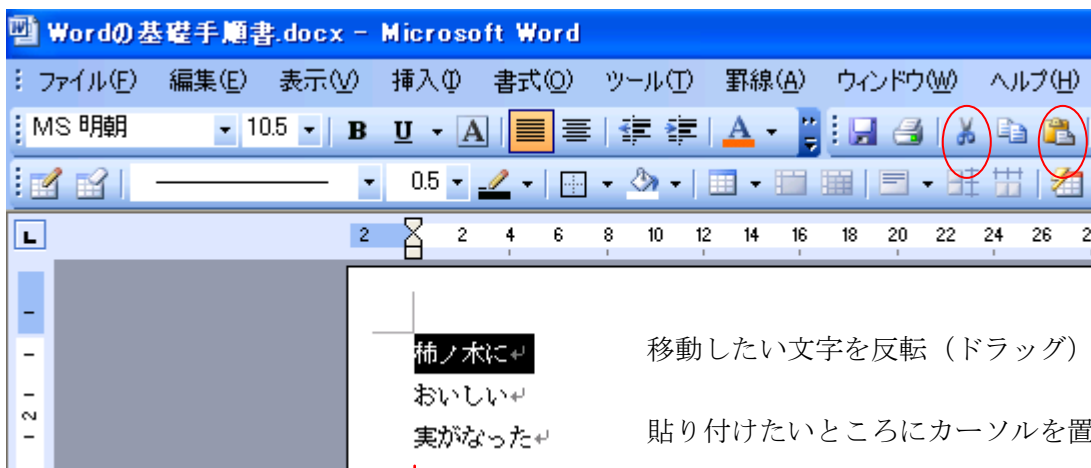 Wordの基礎手順書.docx - Microsoft Word
ファイル(F) 編集(E) 表示(V) 挿入(I) 書式(O) ツール(T) 罫線(A) ウィンドウ(W) ヘルプ(H)
MS 明朝 10.5 B U A A
0.5
L 2 2 4 6 8 10 12 14 16 18 20 22 24 26 2
柿ノ木に 移動したい文字を反転（ドラッグ）
おいしい
2
実がなった 貼り付けたいところにカーソルを置